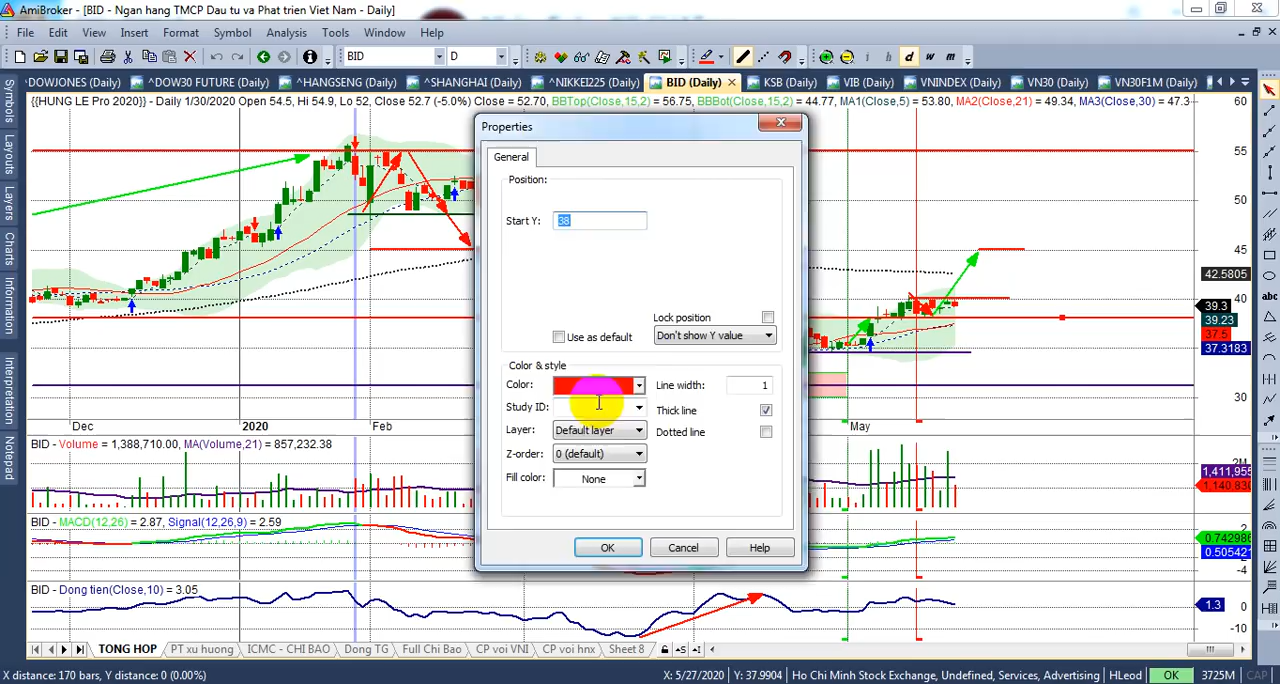 AmiBroker - [BID - Ngan hang TMCP Dau tu va Phat trien Viet Nam - Daily]
File Edit View Insert Format Symbol Analysis Tools Window Help
BID D i h d w m
DOWJONES (Daily) ^DOW30 FUTURE (Daily) ^HANGSENG (Daily) ^SHANGHAI (Daily) ^NIKKEI225 (Daily) BID (Daily) KSB (Daily) VIB (Daily) VNINDEX (Daily) VN30 (Daily) VN30F1M (Daily)
{{HUNG LE Pro 2020}} - Daily 1/30/2020 Open 54.5, Hi 54.9, Lo 52, Close 52.7 (-5.0%) Close = 52.70, BBTop(Close,15,2) = 56.75, BBBot(Close,15,2) = 44.77, MA1(Close,5) = 53.80, MA2(Close,21) = 49.34, MA3(Close,30) = 47.3
60
55
50
45
42.5805
40
39.3
39.23
37.5
37.3183
30
Symbols
Layouts
Layers
Charts
Information
Interpretation
Notepad
Properties
General
Position:
Start Y: 38
Lock position
Use as default Don't show Y value
Color & style
Color: Line width: 1
Study ID: Thick line
Layer: Default layer Dotted line
Z-order: 0 (default)
Fill color: None
OK Cancel Help
abc
Dec 2020 Feb May
BID - Volume = 1,388,710.00, MA(Volume,21) = 857,232.38
2M
1,411,955
1,140,830
BID - MACD(12,26) = 2.87, Signal(12,26,9) = 2.59
2
0.742986
0.505421
-4
BID - Dong tien(Close,10) = 3.05
1.3
0
-10
TONG HOP PT xu huong ICMC - CHI BAO Dong TG Full Chi Bao CP voi VNI CP voi hnx Sheet 8
X distance: 170 bars, Y distance: 0 (0.00%) X: 5/27/2020 Y: 37.9904 Ho Chi Minh Stock Exchange, Undefined, Services, Advertising HLeod OK 3725M CAP